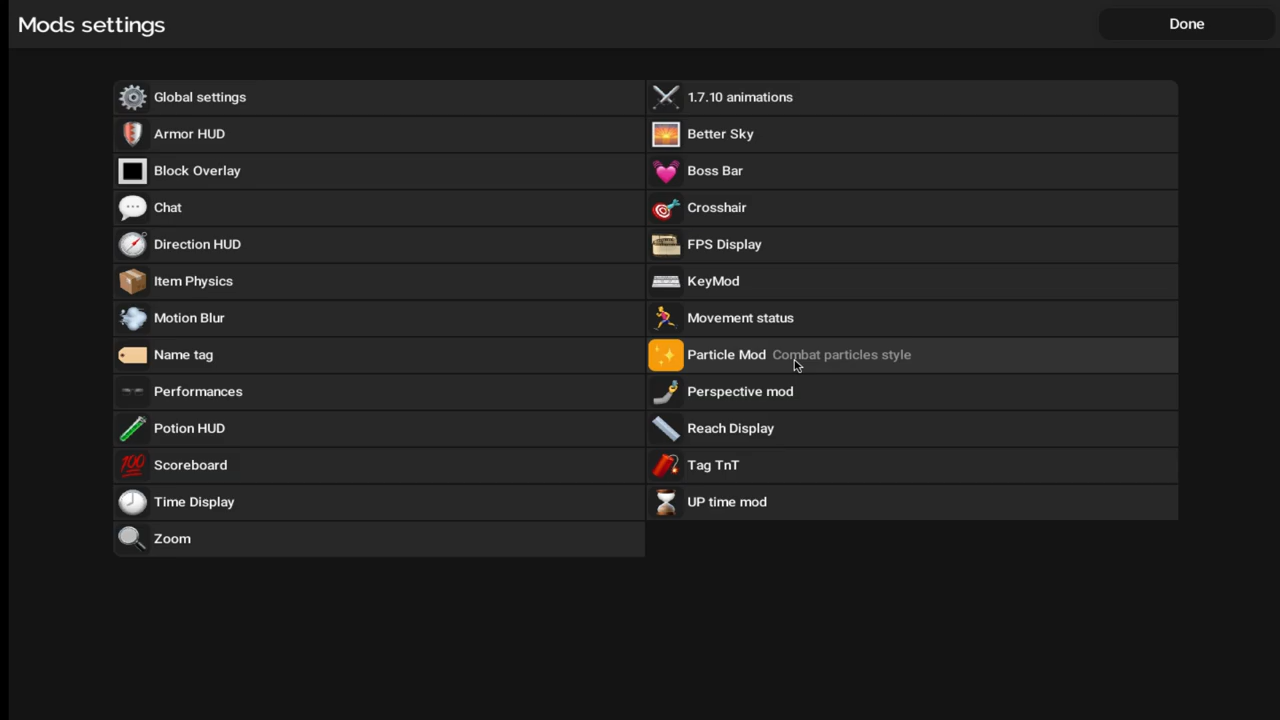 Mods settings
Done
Global settings
1.7.10 animations
Armor HUD
Better Sky
Block Overlay
Boss Bar
Chat
Crosshair
Direction HUD
FPS Display
Item Physics
KeyMod
Motion Blur
Movement status
Name tag
Particle Mod Combat particles style
Performances
Perspective mod
Potion HUD
Reach Display
100
Scoreboard
Tag TnT
Time Display
UP time mod
Zoom